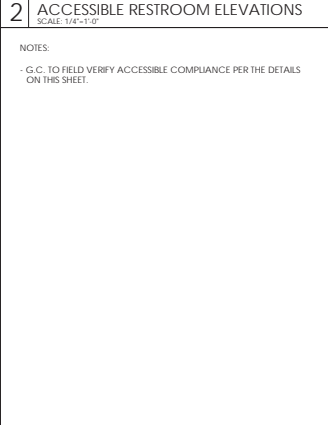 2
ACCESSIBLE RESTROOM ELEVATIONS
SCALE: 1/4"=1'-0"
NOTES:
- G.C. TO FIELD VERIFY ACCESSIBLE COMPLIANCE PER THE DETAILS
ON THIS SHEET.